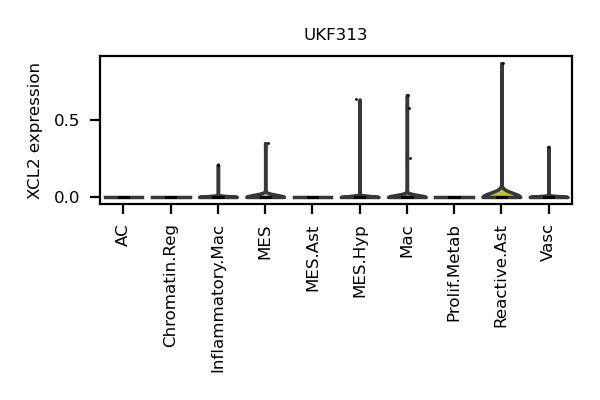 UKF313
XCL2 expression
0.5
0.0
AC
Chromatin.Reg
Inflammatory.Mac
MES
MES.Ast
MES.Hyp
Mac
Prolif.Metab
Reactive.Ast
Vasc